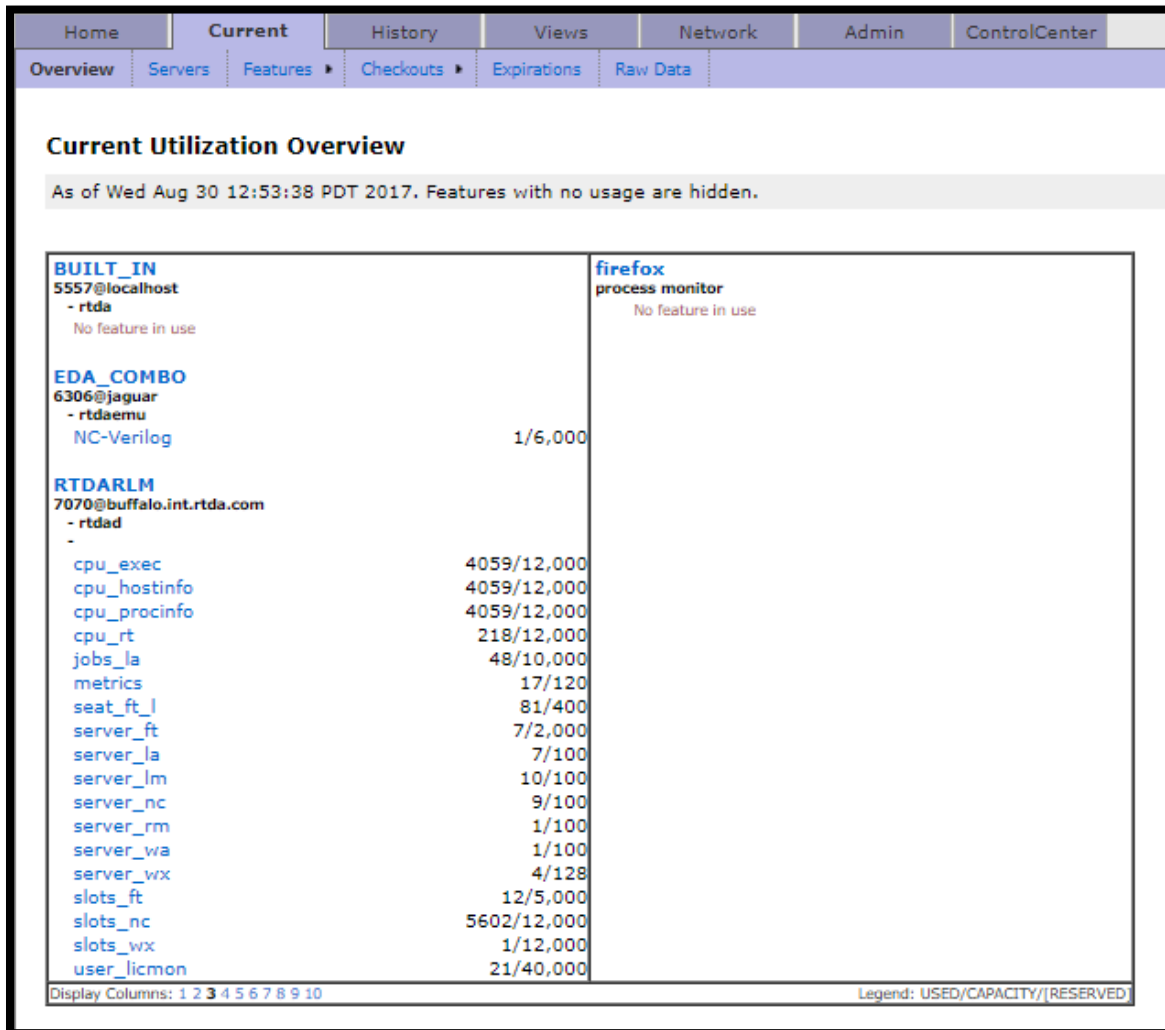 Home Current History Views Network Admin ControlCenter
Overview Servers Features ▸ Checkouts ▸ Expirations Raw Data
Current Utilization Overview
As of Wed Aug 30 12:53:38 PDT 2017. Features with no usage are hidden.
BUILT_IN
5557@localhost
- rtda
No feature in use
EDA_COMBO
6306@jaguar
- rtdaemu
NC-Verilog 1/6,000
RTDARLM
7070@buffalo.int.rtda.com
- rtdad
-
cpu_exec 4059/12,000
cpu_hostinfo 4059/12,000
cpu_procinfo 4059/12,000
cpu_rt 218/12,000
jobs_la 48/10,000
metrics 17/120
seat_ft_l 81/400
server_ft 7/2,000
server_la 7/100
server_lm 10/100
server_nc 9/100
server_rm 1/100
server_wa 1/100
server_wx 4/128
slots_ft 12/5,000
slots_nc 5602/12,000
slots_wx 1/12,000
user_licmon 21/40,000
firefox
process monitor
No feature in use
Display Columns: 1 2 3 4 5 6 7 8 9 10 Legend: USED/CAPACITY/[RESERVED]